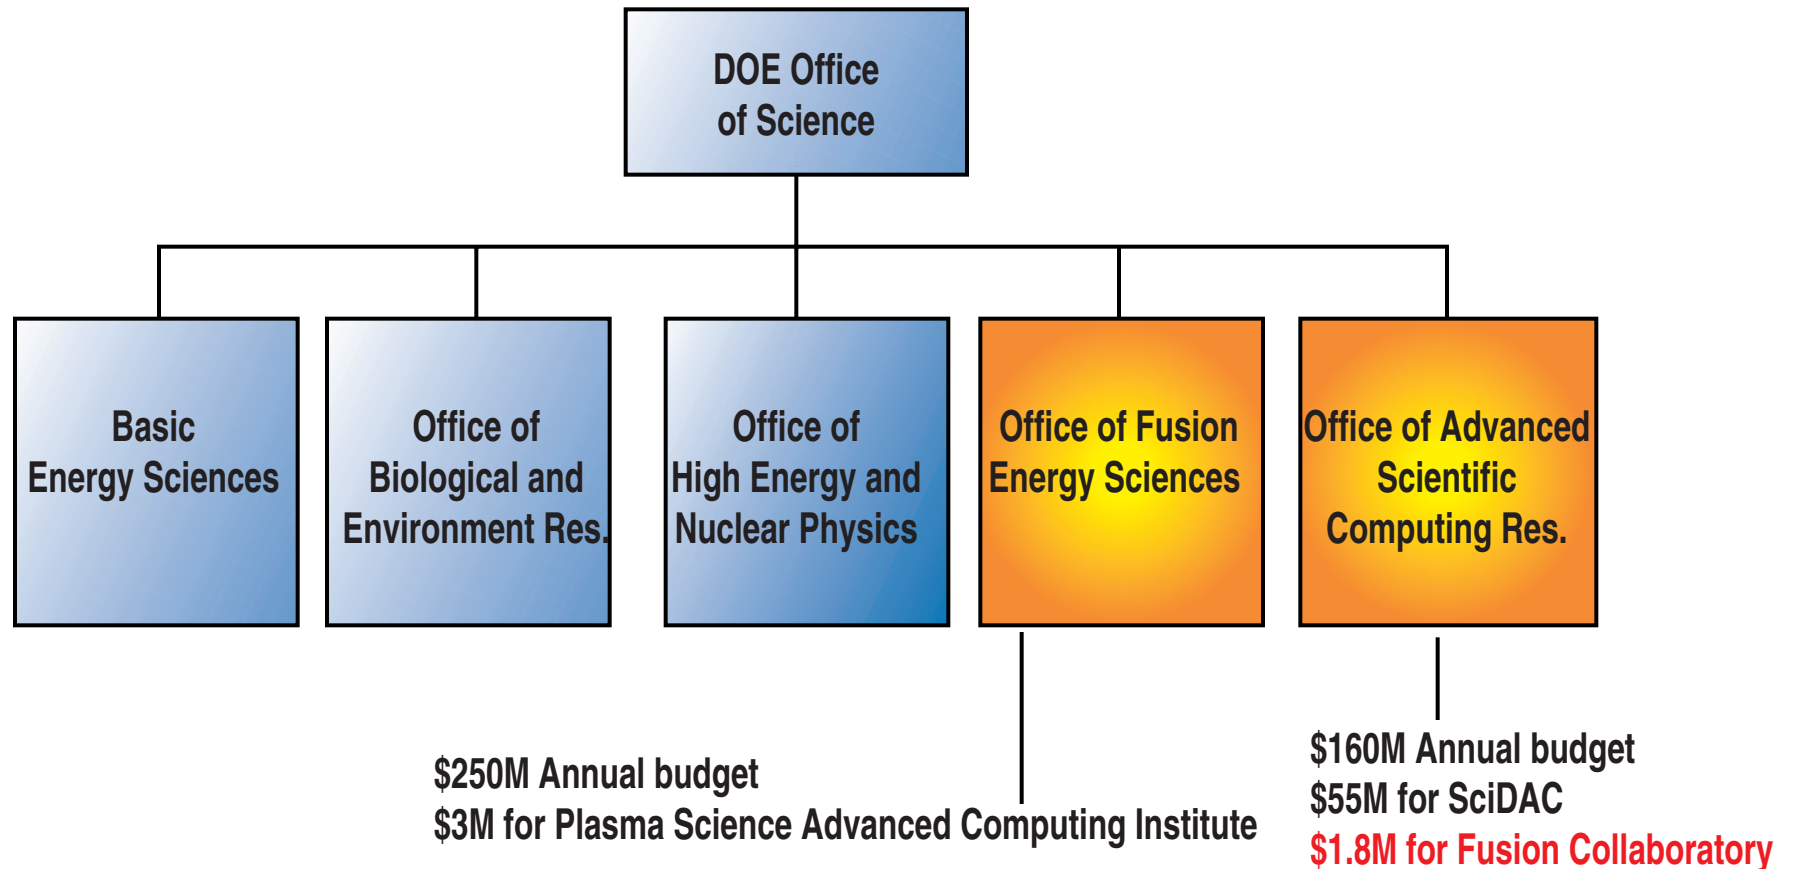 DOE Office
of Science
Basic
Energy Sciences
Office of
Biological and
Environment Res.
Office of
High Energy and
Nuclear Physics
Office of Fusion
Energy Sciences
Office of Advanced
Scientific
Computing Res.
$250M Annual budget
$3M for Plasma Science Advanced Computing Institute
$160M Annual budget
$55M for SciDAC
$1.8M for Fusion Collaboratory